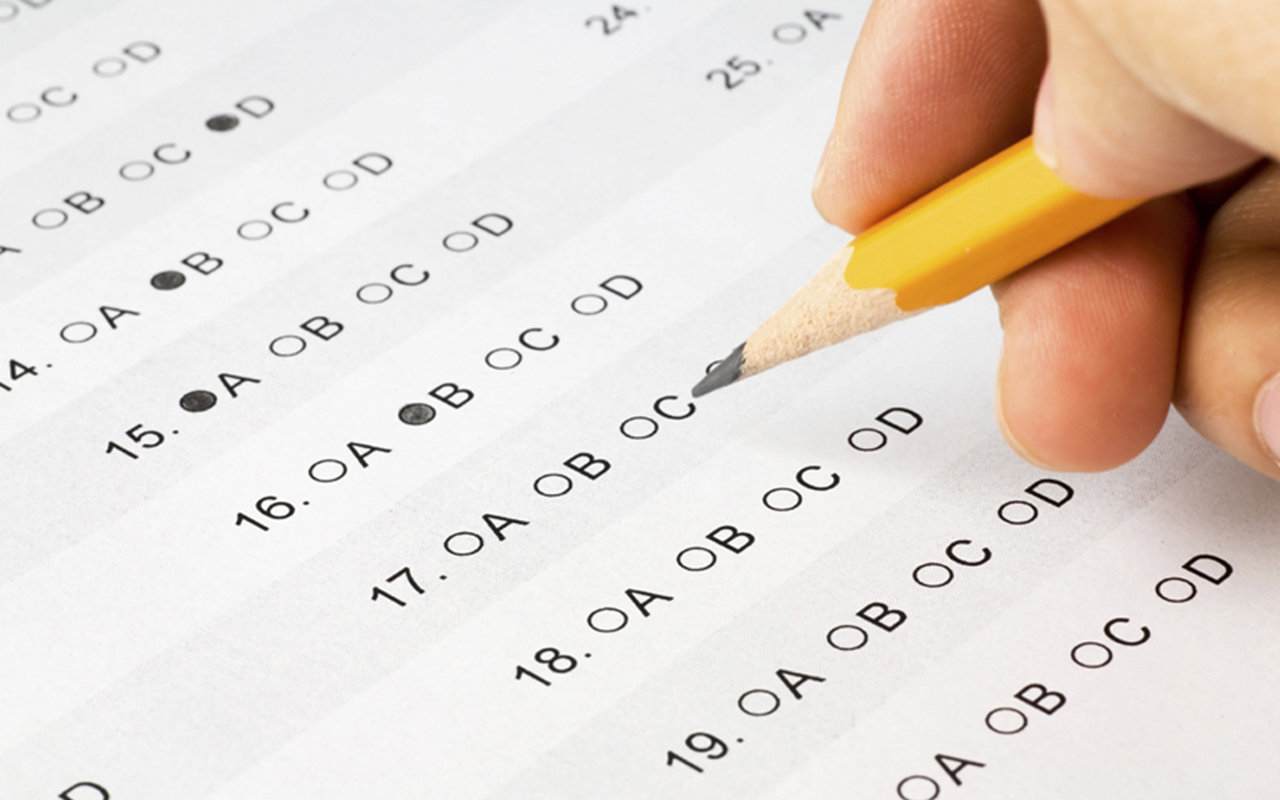 C D
B C D
14. A B C D
15. A B C D
16. A B C D
17. A B C
18. A B C D
19. A B C D
A B C D
D
24.
25. A